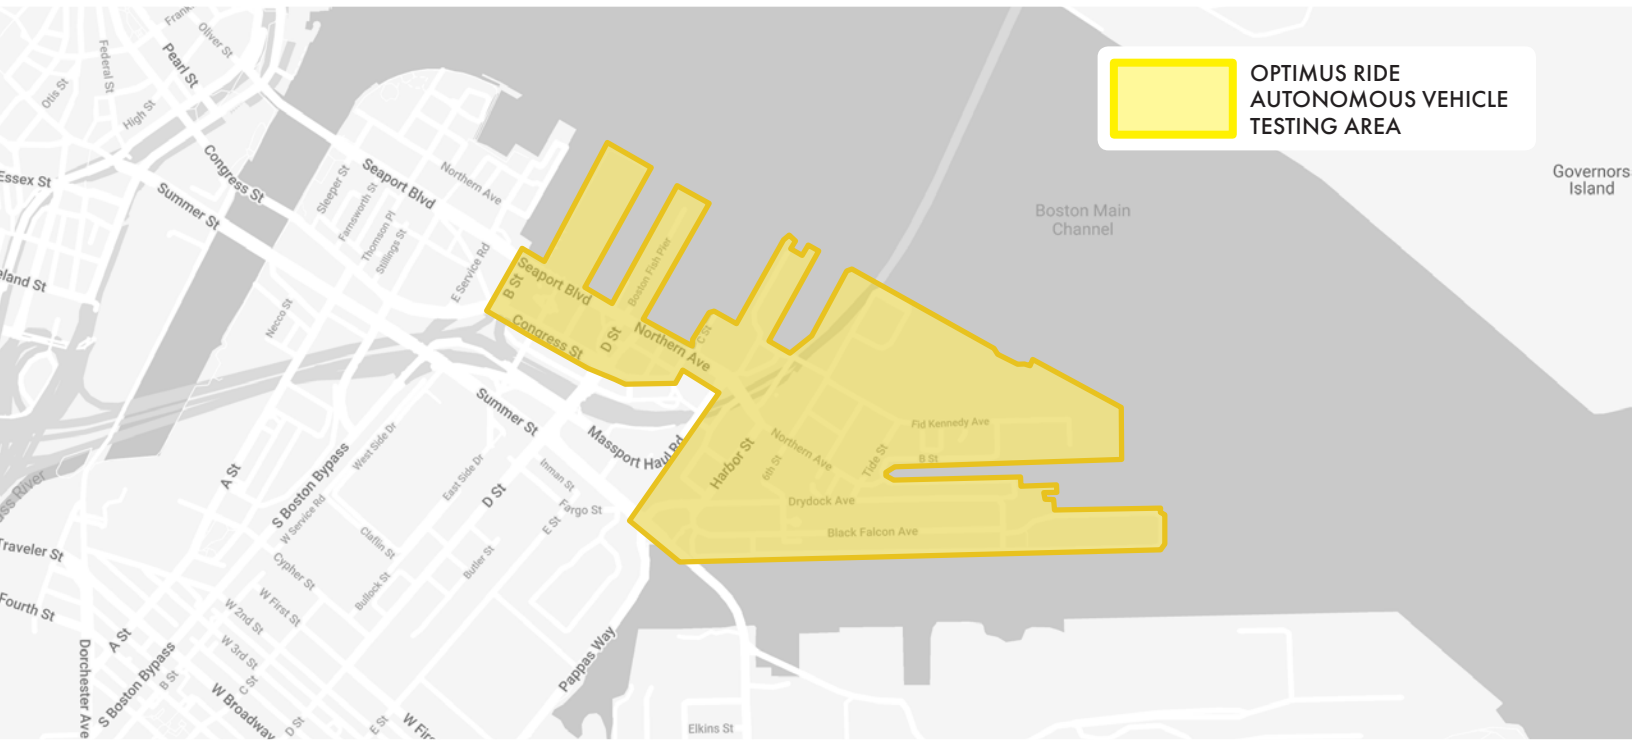 Frank
Oliver St
Federal St
Pearl St
Otis St
High St
OPTIMUS RIDE
AUTONOMOUS VEHICLE
TESTING AREA
Essex St
Congress St
Summer St
Sleeper St
Farnsworth St
Thomson Pl
Stillings St
Seaport Blvd
Northern Ave
Governors
Island
Boston Main
Channel
eland St
Necco St
E Service Rd
B St
Seaport Blvd
Boston Fish Pier
Congress St
D St
Northern Ave
C St
Summer St
Massport Haul Rd
Harbor St
6th St
Northern Ave
Tide St
Fid Kennedy Ave
B St
Drydock Ave
Black Falcon Ave
ss River
A St
S Boston Bypass
West Side Dr
W Service Rd
East Side Dr
D St
Inman St
Fargo St
E St
Claflin St
Butler St
Bullock St
Cypher St
Traveler St
Fourth St
W First St
W 2nd St
W 3rd St
A St
S Boston Bypass
B St
C St
Dorchester Ave
W Broadway
D St
E St
W Fir
Pappas Way
Elkins St